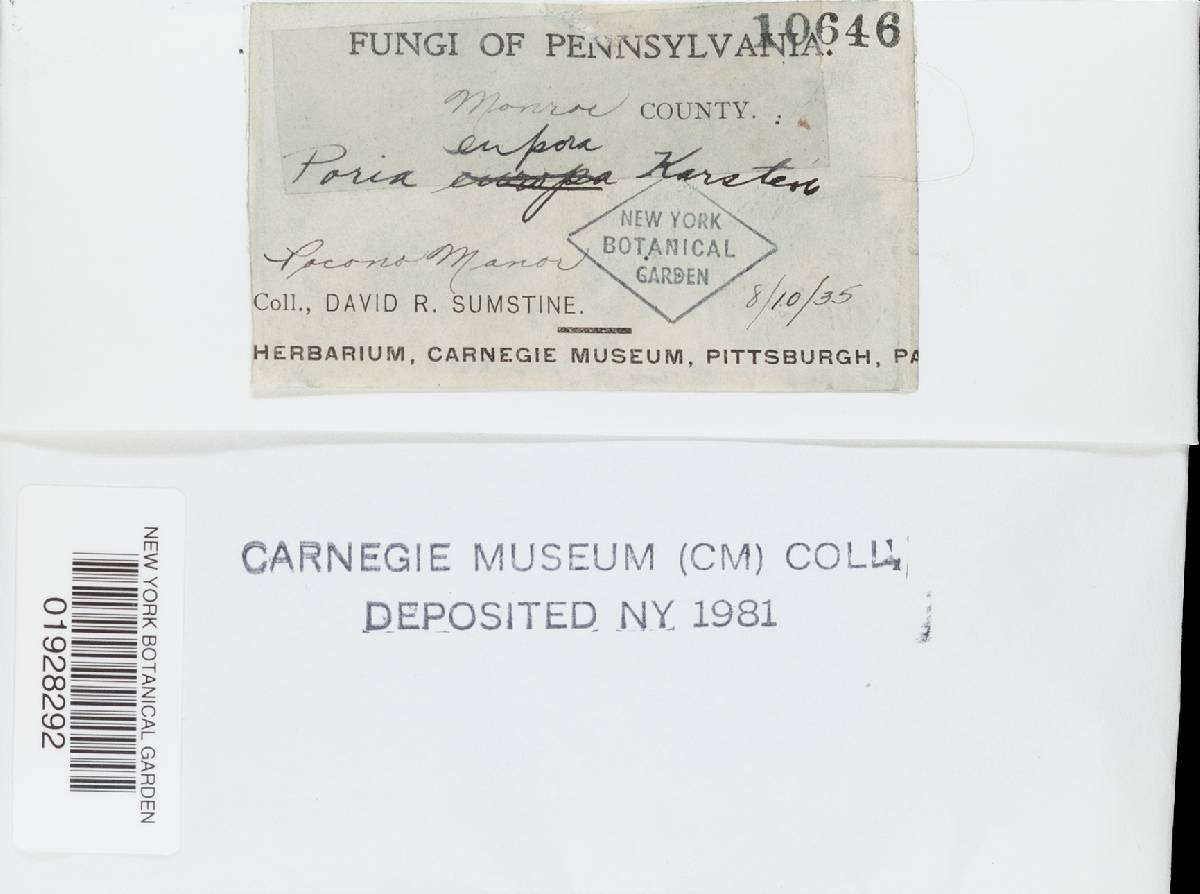 10646
FUNGI OF PENNSYLVANIA.
Monroe COUNTY.
eupora
Poria europa Karsten
NEW YORK
BOTANICAL
GARDEN
Pocono Manor
8/10/35
Coll., DAVID R. SUMSTINE.
HERBARIUM, CARNEGIE MUSEUM, PITTSBURGH, PA
CARNEGIE MUSEUM (CM) COLL.
DEPOSITED NY 1981
NEW YORK BOTANICAL GARDEN
01928292